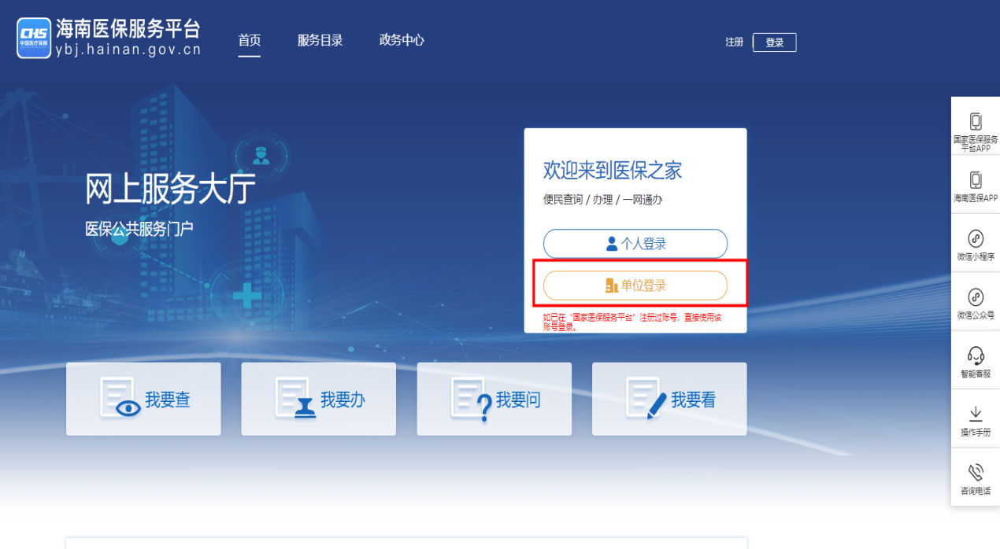 CHS
中国医疗保障
海南医保服务平台
ybj.hainan.gov.cn
首页
服务目录
政务中心
注册
登录
网上服务大厅
医保公共服务门户
欢迎来到医保之家
便民查询 / 办理 / 一网通办
个人登录
单位登录
如已在“国家医保服务平台”注册过账号，直接使用该
账号登录。
我要查
我要办
我要问
我要看
国家医保服务
平台APP
海南医保APP
微信小程序
微信公众号
智能客服
操作手册
咨询电话